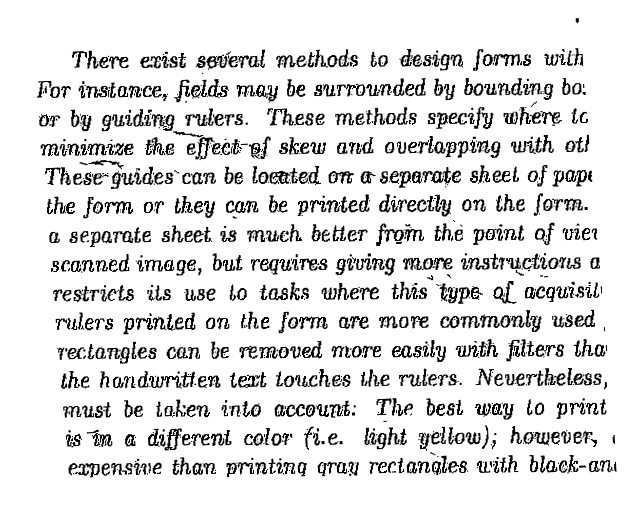 There exist several methods to design forms with
For instance, fields may be surrounded by bounding bo
or by guiding rulers. These methods specify where to
minimize the effect of skew and overlapping with oth
These guides can be located on a separate sheet of pape
the form or they can be printed directly on the form.
a separate sheet is much better from the point of view
scanned image, but requires giving more instructions a
restricts its use to tasks where this type of acquisit
rulers printed on the form are more commonly used
rectangles can be removed more easily with filters tha
the handwritten text touches the rulers. Nevertheless,
must be taken into account: The best way to print
is in a different color (i.e. light yellow); however,
expensive than printing gray rectangles with black-an